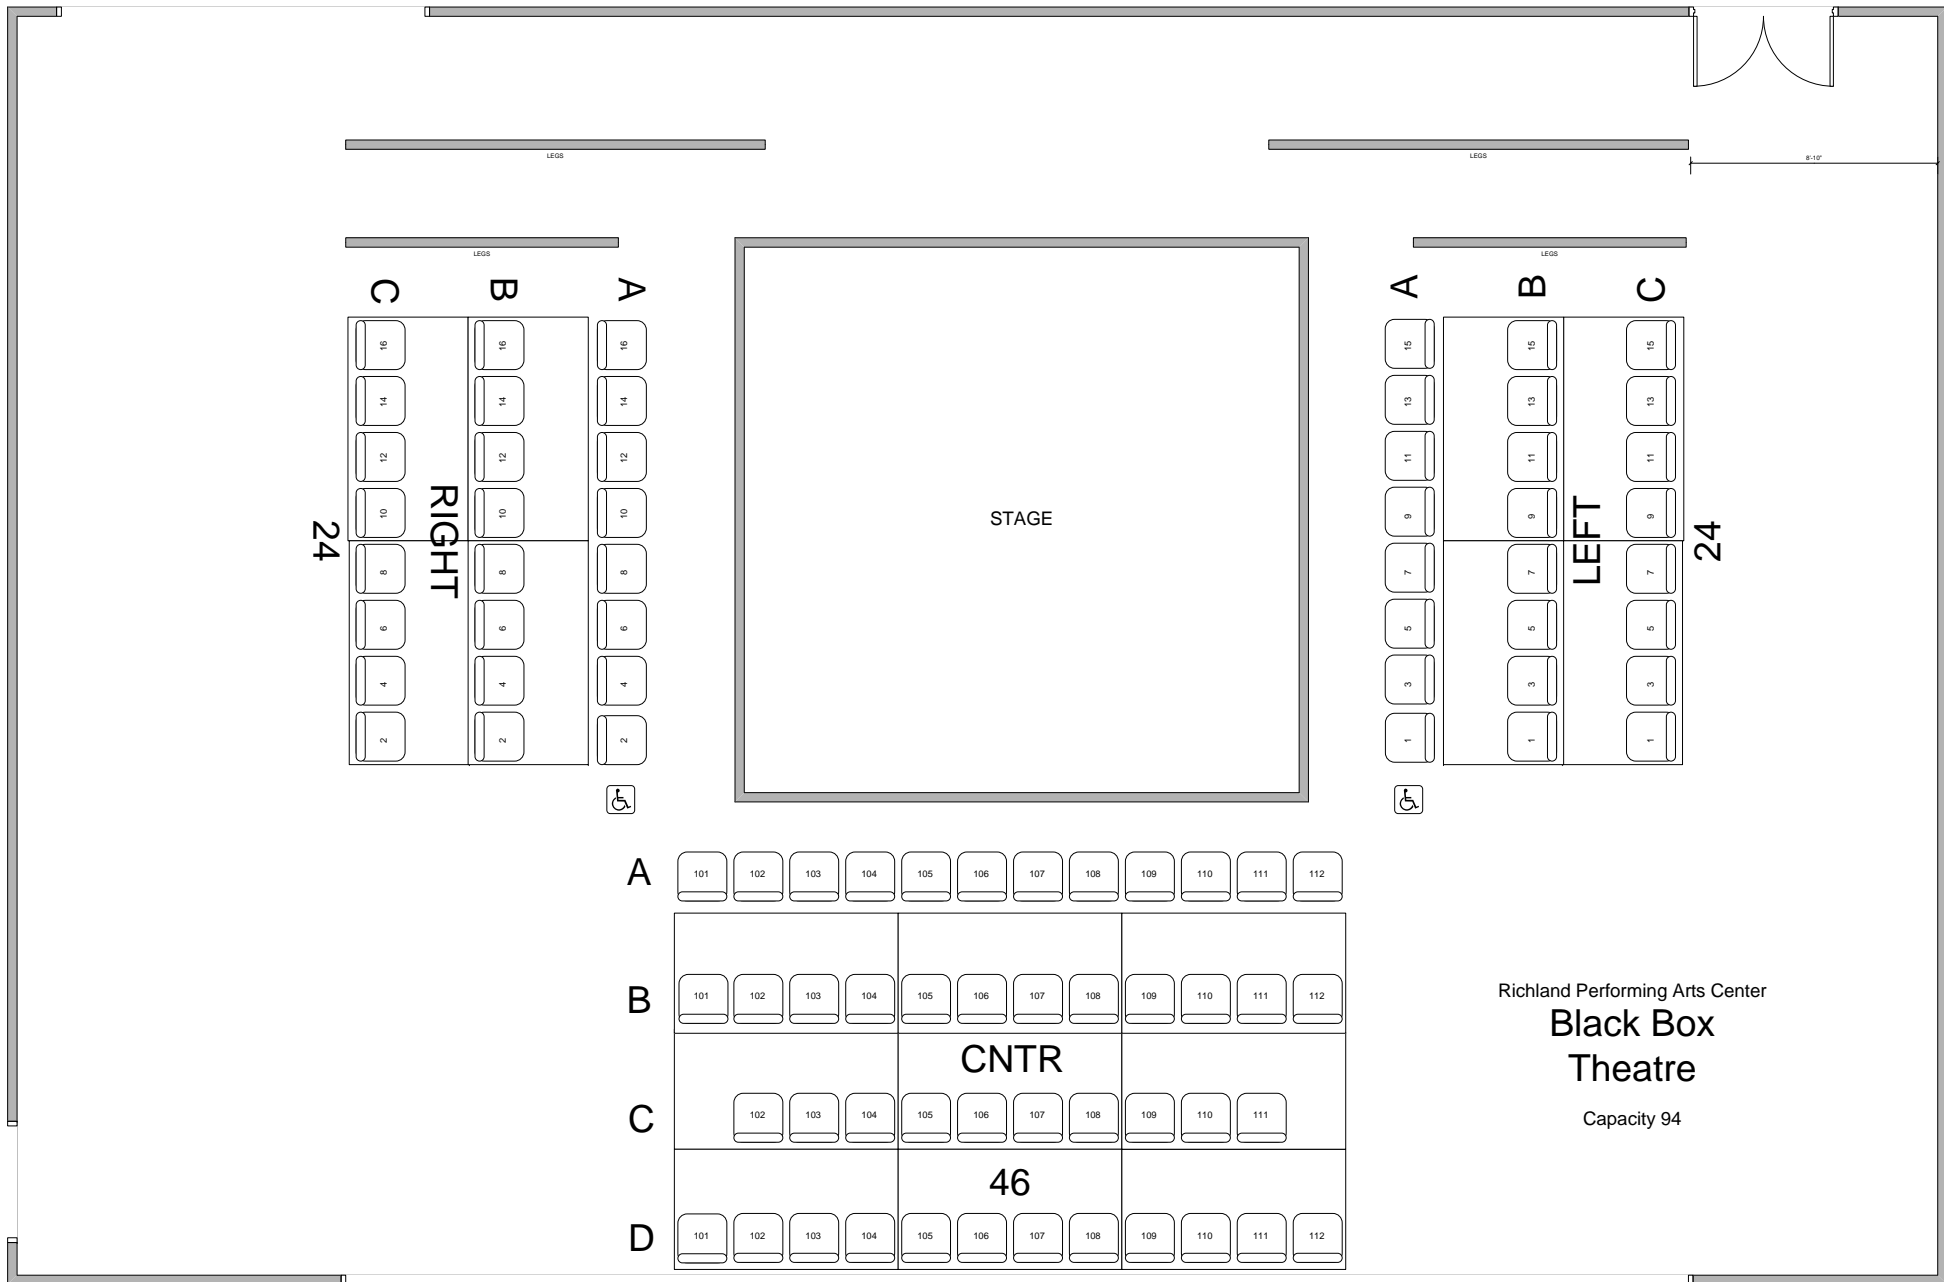 LEGS
LEGS
8'-10"
LEGS
LEGS
C
B
A
A
B
C
16
16
16
15
15
15
14
14
14
13
13
13
12
12
12
11
11
11
10
10
10
9
9
9
24
RIGHT
STAGE
LEFT
24
8
8
8
7
7
7
6
6
6
5
5
5
4
4
4
3
3
3
2
2
2
1
1
1
A 101 102 103 104 105 106 107 108 109 110 111 112
B 101 102 103 104 105 106 107 108 109 110 111 112
CNTR
C 102 103 104 105 106 107 108 109 110 111
46
D 101 102 103 104 105 106 107 108 109 110 111 112
Richland Performing Arts Center
Black Box
Theatre
Capacity 94